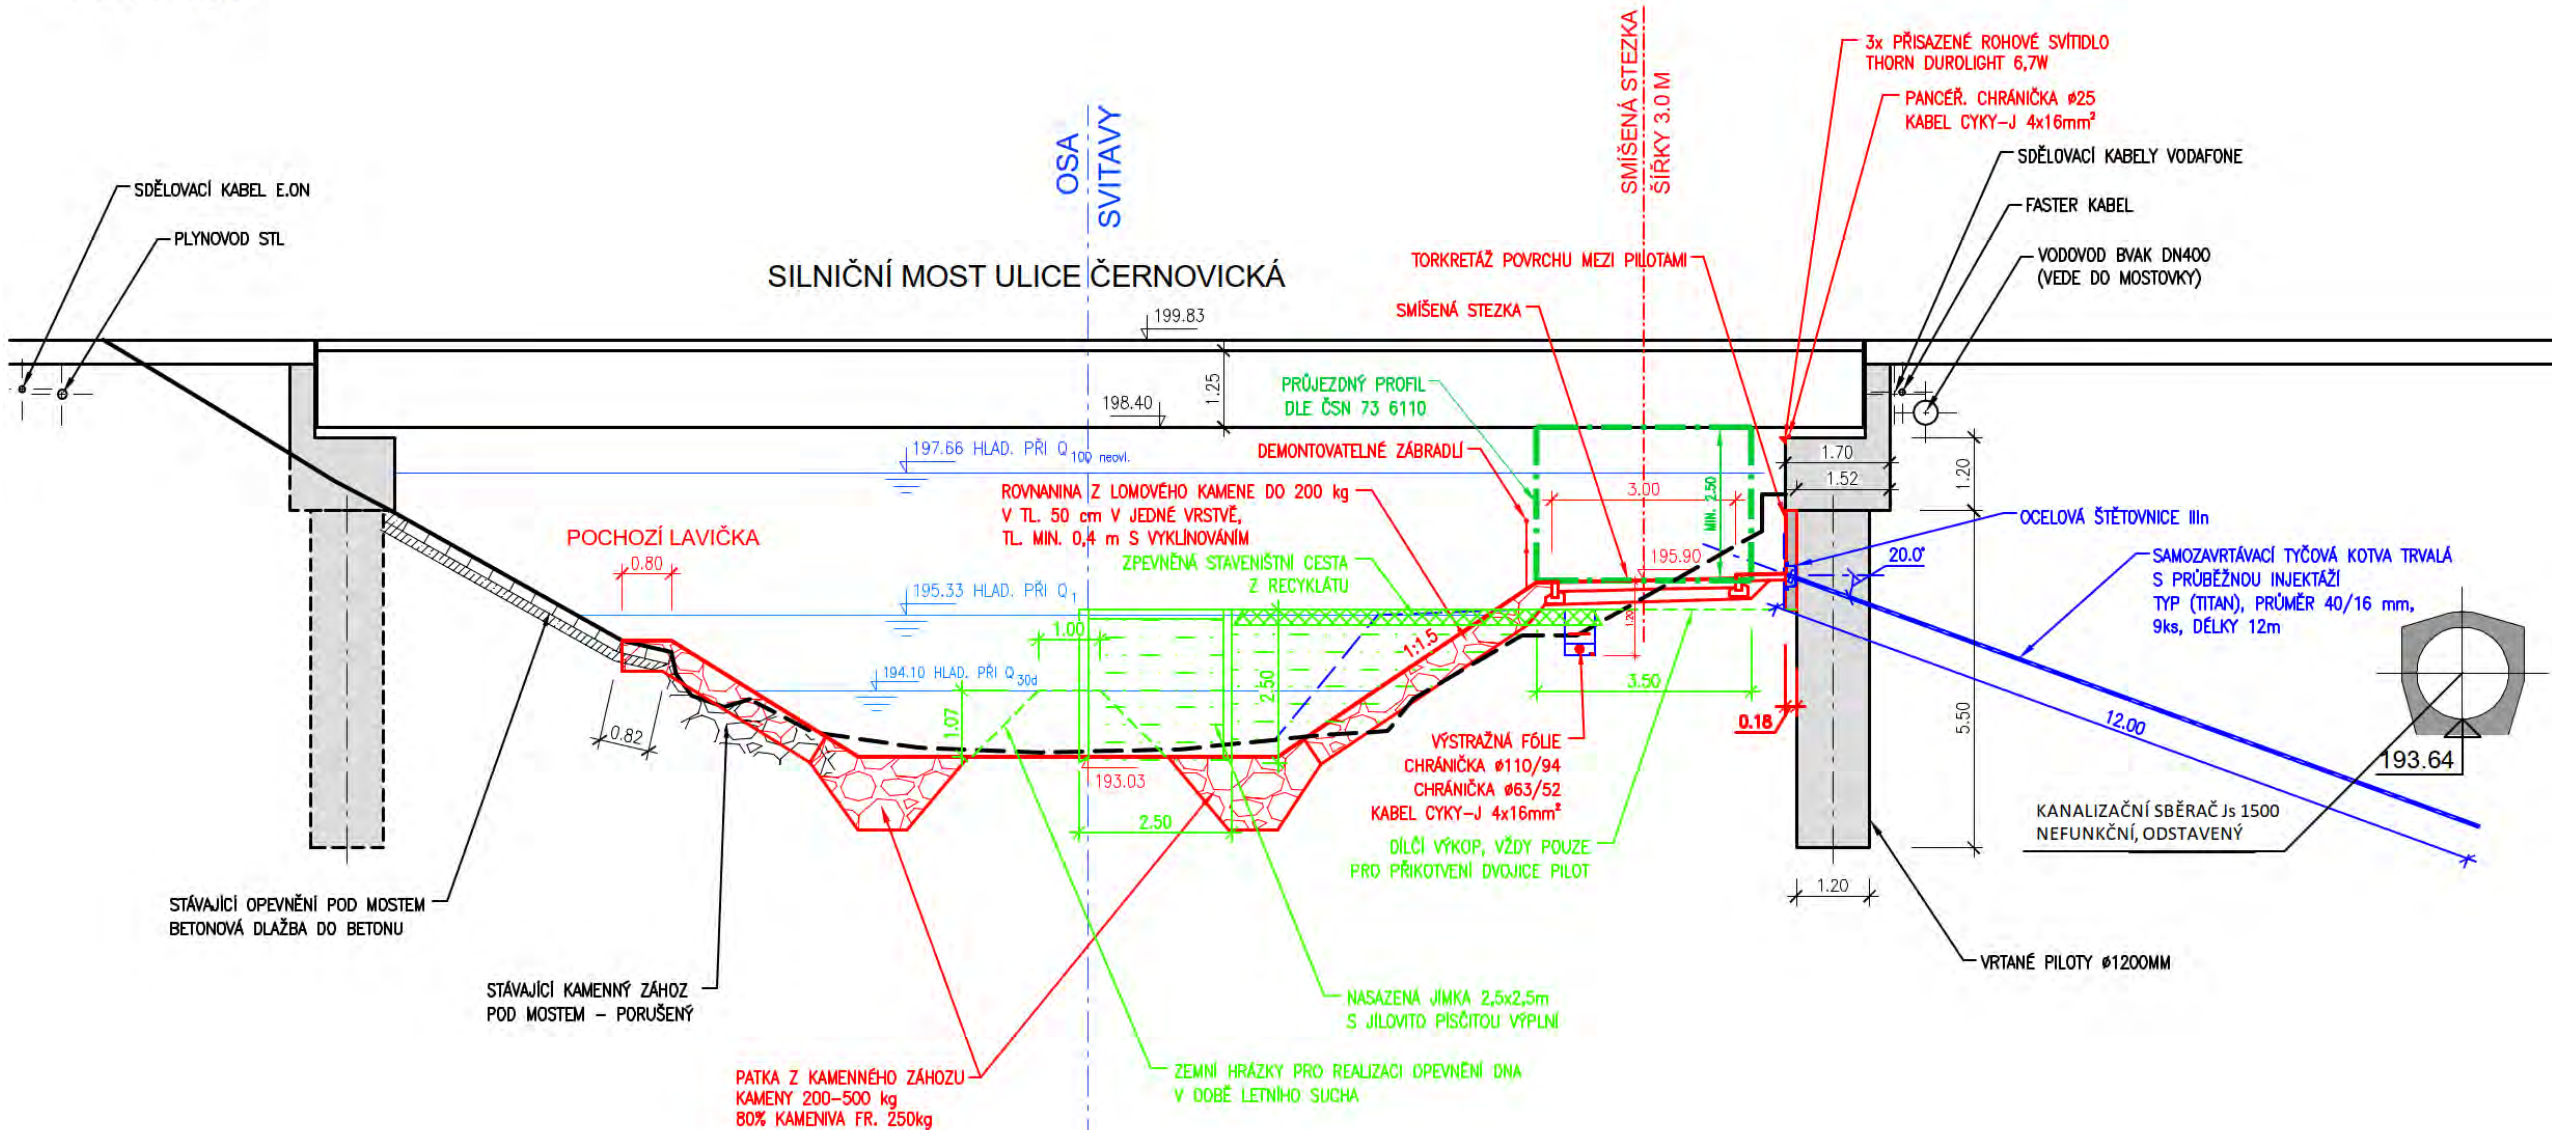 3x PŘISAZENÉ ROHOVÉ SVÍTIDLO
THORN DUROLIGHT 6,7W
PANCÉŘ. CHRÁNIČKA ø25
KABEL CYKY-J 4x16mm²
SDĚLOVACÍ KABELY VODAFONE
FASTER KABEL
VODOVOD BVAK DN400
(VEDE DO MOSTOVKY)
SMÍŠENÁ STEZKA
ŠÍŘKY 3.0 M
OSA
SVITAVY
SDĚLOVACÍ KABEL E.ON
PLYNOVOD STL
SILNIČNÍ MOST ULICE ČERNOVICKÁ
TORKRETÁŽ POVRCHU MEZI PILOTAMI
SMÍŠENÁ STEZKA
199.83
1.25
198.40
PRŮJEZDNÝ PROFIL
DLE ČSN 73 6110
DEMONTOVATELNÉ ZÁBRADLÍ
197.66 HLAD. PŘI Q100 neovl.
ROVNANINA Z LOMOVÉHO KAMENE DO 200 kg
V TL. 50 cm V JEDNÉ VRSTVĚ,
TL. MIN. 0,4 m S VYKLÍNOVÁNÍM
ZPEVNĚNÁ STAVENIŠTNÍ CESTA
Z RECYKLÁTU
3.00
MIN. 2.50
195.90
1.70
1.52
1.20
OCELOVÁ ŠTĚTOVNICE IIIn
20.0°
SAMOZAVRTÁVACÍ TYČOVÁ KOTVA TRVALÁ
S PRŮBĚŽNOU INJEKTÁŽÍ
TYP (TITAN), PRŮMĚR 40/16 mm,
9ks, DÉLKY 12m
POCHOZÍ LAVIČKA
0.80
195.33 HLAD. PŘI Q1
1.00
1:1.5
1.20
194.10 HLAD. PŘI Q30d
2.50
1.07
3.50
0.18
12.00
5.50
193.64
0.82
193.03
2.50
VÝSTRAŽNÁ FÓLIE
CHRÁNIČKA ø110/94
CHRÁNIČKA ø63/52
KABEL CYKY-J 4x16mm²
DÍLČÍ VÝKOP, VŽDY POUZE
PRO PŘIKOTVENÍ DVOJICE PILOT
KANALIZAČNÍ SBĚRAČ Js 1500
NEFUNKČNÍ, ODSTAVENÝ
1.20
STÁVAJÍCÍ OPEVNĚNÍ POD MOSTEM
BETONOVÁ DLAŽBA DO BETONU
VRTANÉ PILOTY ø1200MM
STÁVAJÍCÍ KAMENNÝ ZÁHOZ
POD MOSTEM – PORUŠENÝ
NASAZENÁ JÍMKA 2,5x2,5m
S JÍLOVITO PÍSČITOU VÝPLNÍ
ZEMNÍ HRÁZKY PRO REALIZACI OPEVNĚNÍ DNA
V DOBĚ LETNÍHO SUCHA
PATKA Z KAMENNÉHO ZÁHOZU
KAMENY 200-500 kg
80% KAMENIVA FR. 250kg